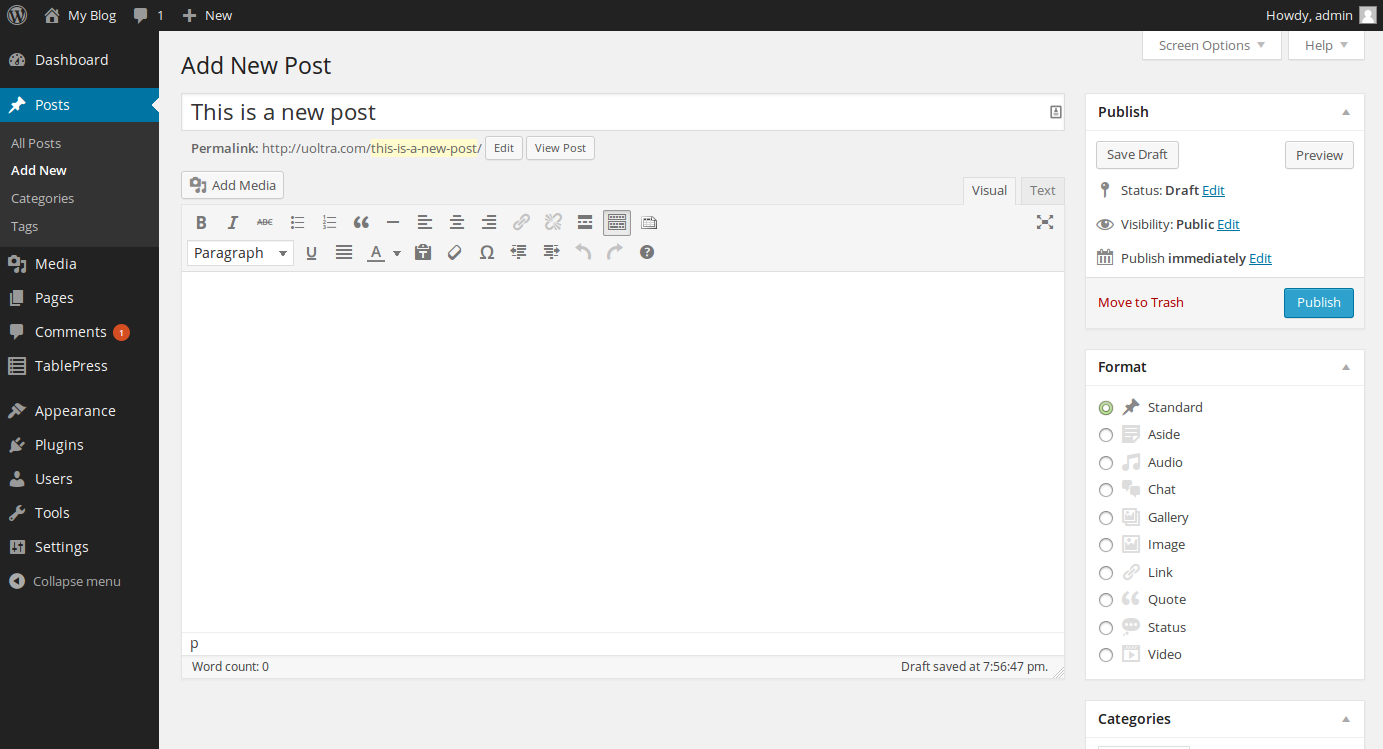 My Blog 1 New Howdy, admin
Screen Options Help
Dashboard
Posts
All Posts
Add New
Categories
Tags
Media
Pages
Comments 1
TablePress
Appearance
Plugins
Users
Tools
Settings
Collapse menu
Add New Post
This is a new post
Permalink: http://uoltra.com/this-is-a-new-post/ Edit View Post
Add Media Visual Text
B I ABC
Paragraph U A
p
Word count: 0 Draft saved at 7:56:47 pm.
Publish
Save Draft Preview
Status: Draft Edit
Visibility: Public Edit
Publish immediately Edit
Move to Trash Publish
Format
Standard
Aside
Audio
Chat
Gallery
Image
Link
Quote
Status
Video
Categories